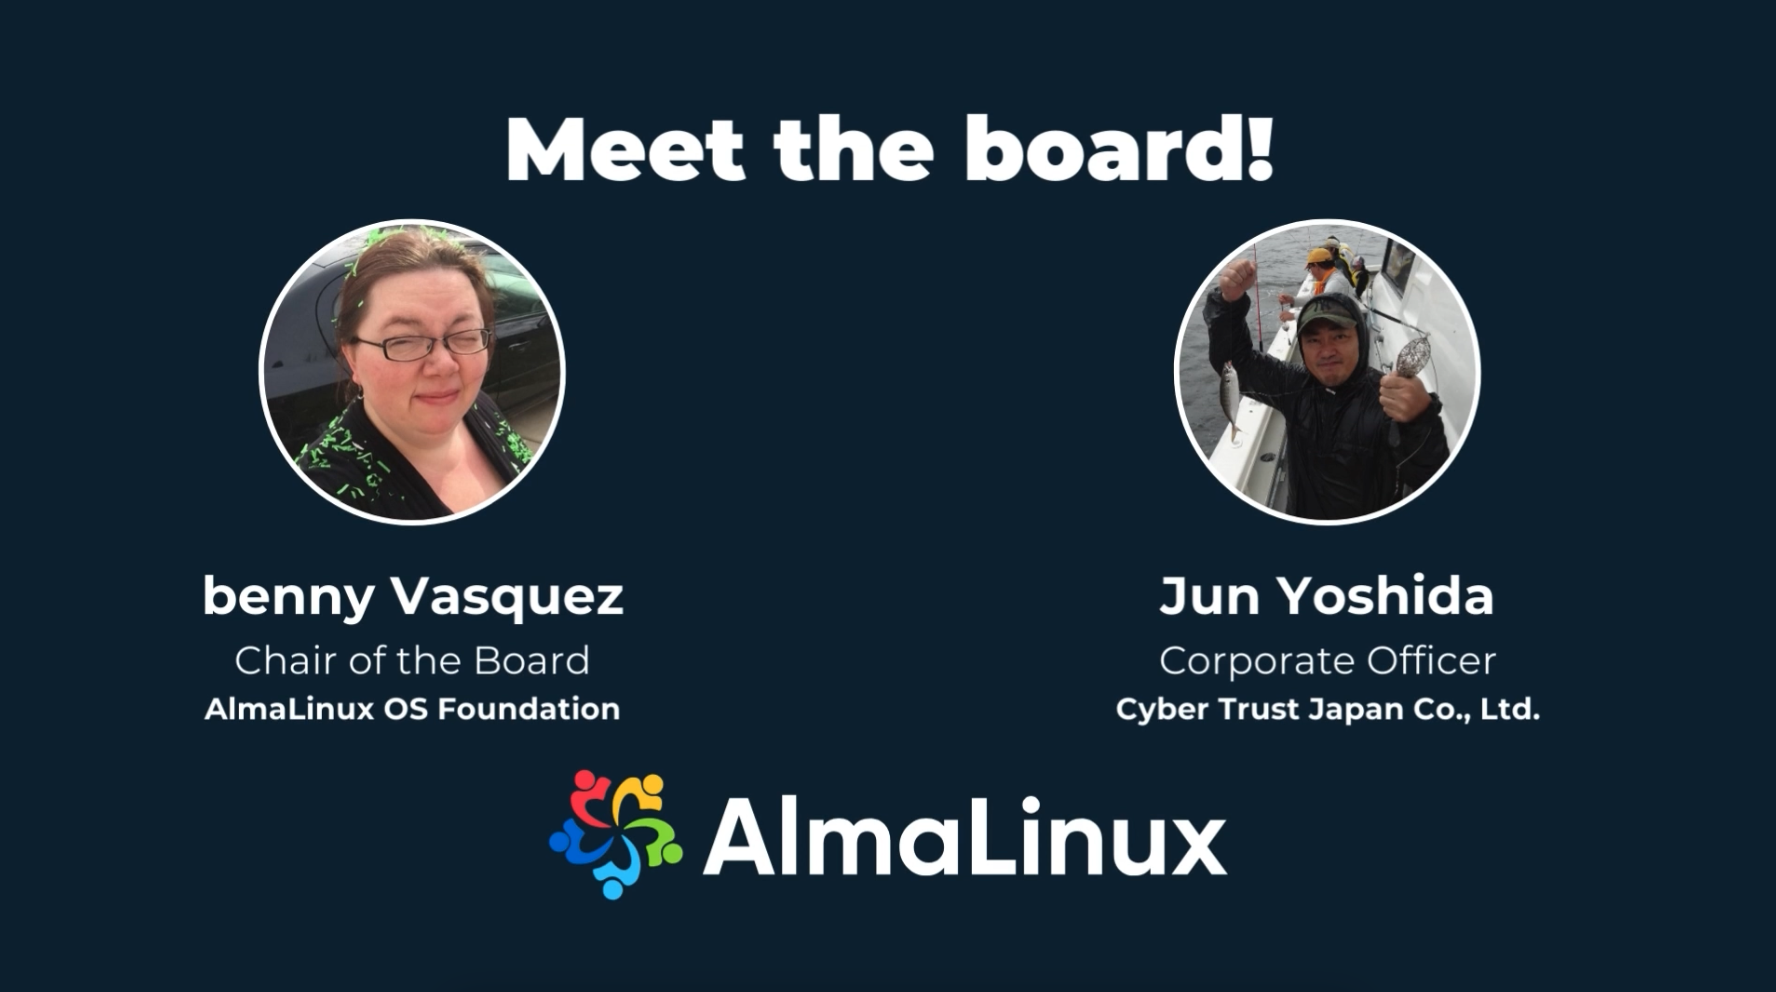 Meet the board!
benny Vasquez
Chair of the Board
AlmaLinux OS Foundation
Jun Yoshida
Corporate Officer
Cyber Trust Japan Co., Ltd.
AlmaLinux